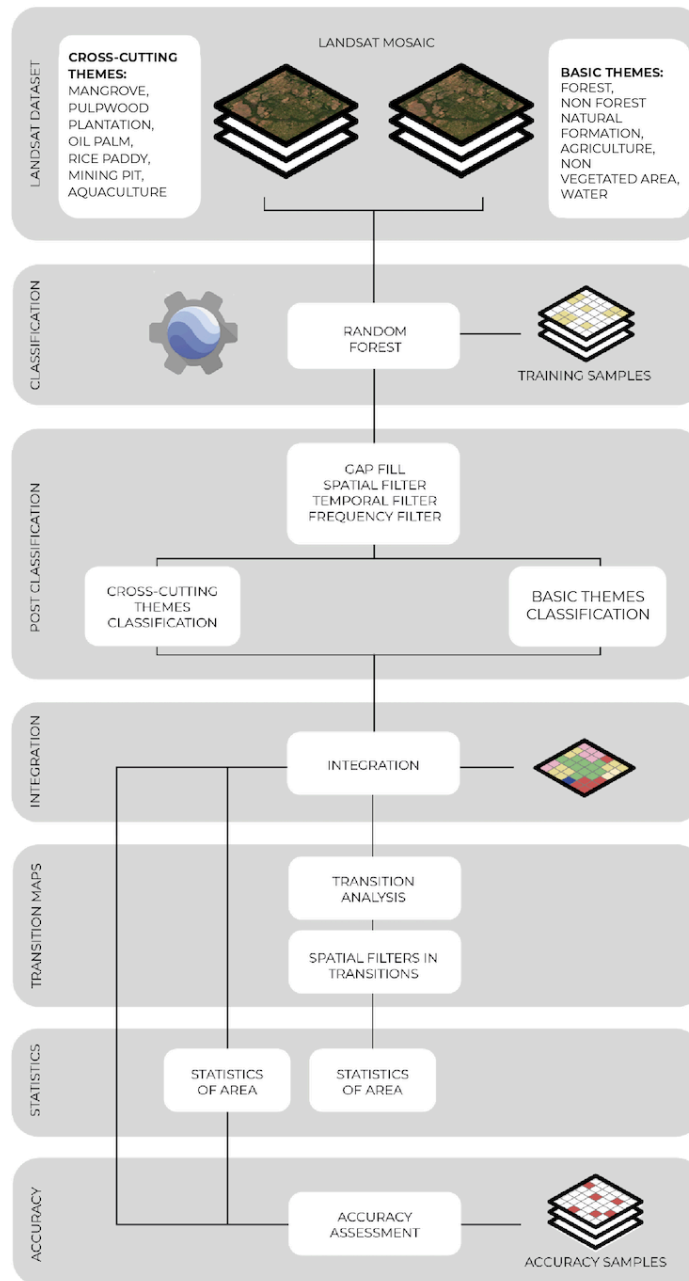 LANDSAT DATASET
CROSS-CUTTING
THEMES:
MANGROVE,
PULPWOOD
PLANTATION,
OIL PALM,
RICE PADDY,
MINING PIT,
AQUACULTURE
LANDSAT MOSAIC
BASIC THEMES:
FOREST,
NON FOREST
NATURAL
FORMATION,
AGRICULTURE,
NON
VEGETATED AREA,
WATER
CLASSIFICATION
RANDOM
FOREST
TRAINING SAMPLES
POST CLASSIFICATION
GAP FILL
SPATIAL FILTER
TEMPORAL FILTER
FREQUENCY FILTER
CROSS-CUTTING
THEMES
CLASSIFICATION
BASIC THEMES
CLASSIFICATION
INTEGRATION
INTEGRATION
TRANSITION MAPS
TRANSITION
ANALYSIS
SPATIAL FILTERS IN
TRANSITIONS
STATISTICS
STATISTICS
OF AREA
STATISTICS
OF AREA
ACCURACY
ACCURACY
ASSESSMENT
ACCURACY SAMPLES